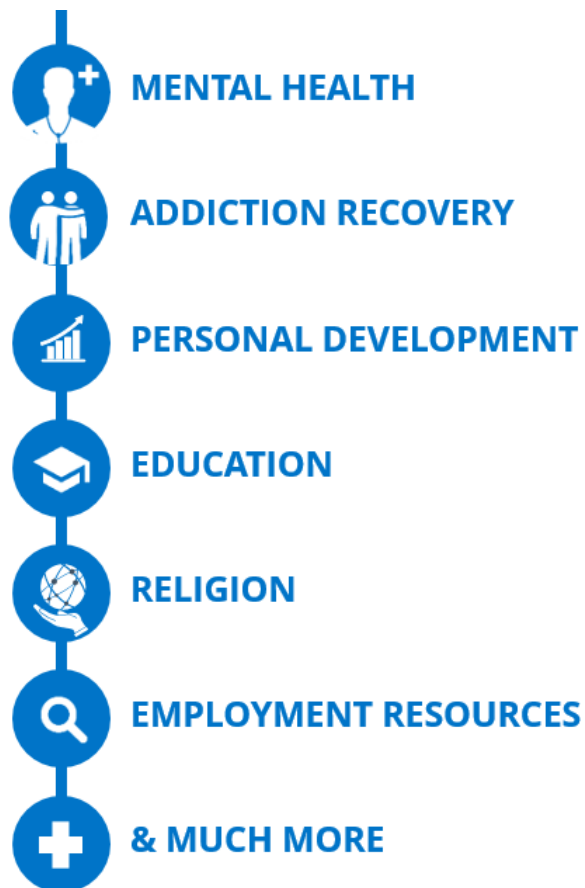 MENTAL HEALTH
ADDICTION RECOVERY
PERSONAL DEVELOPMENT
EDUCATION
RELIGION
EMPLOYMENT RESOURCES
& MUCH MORE